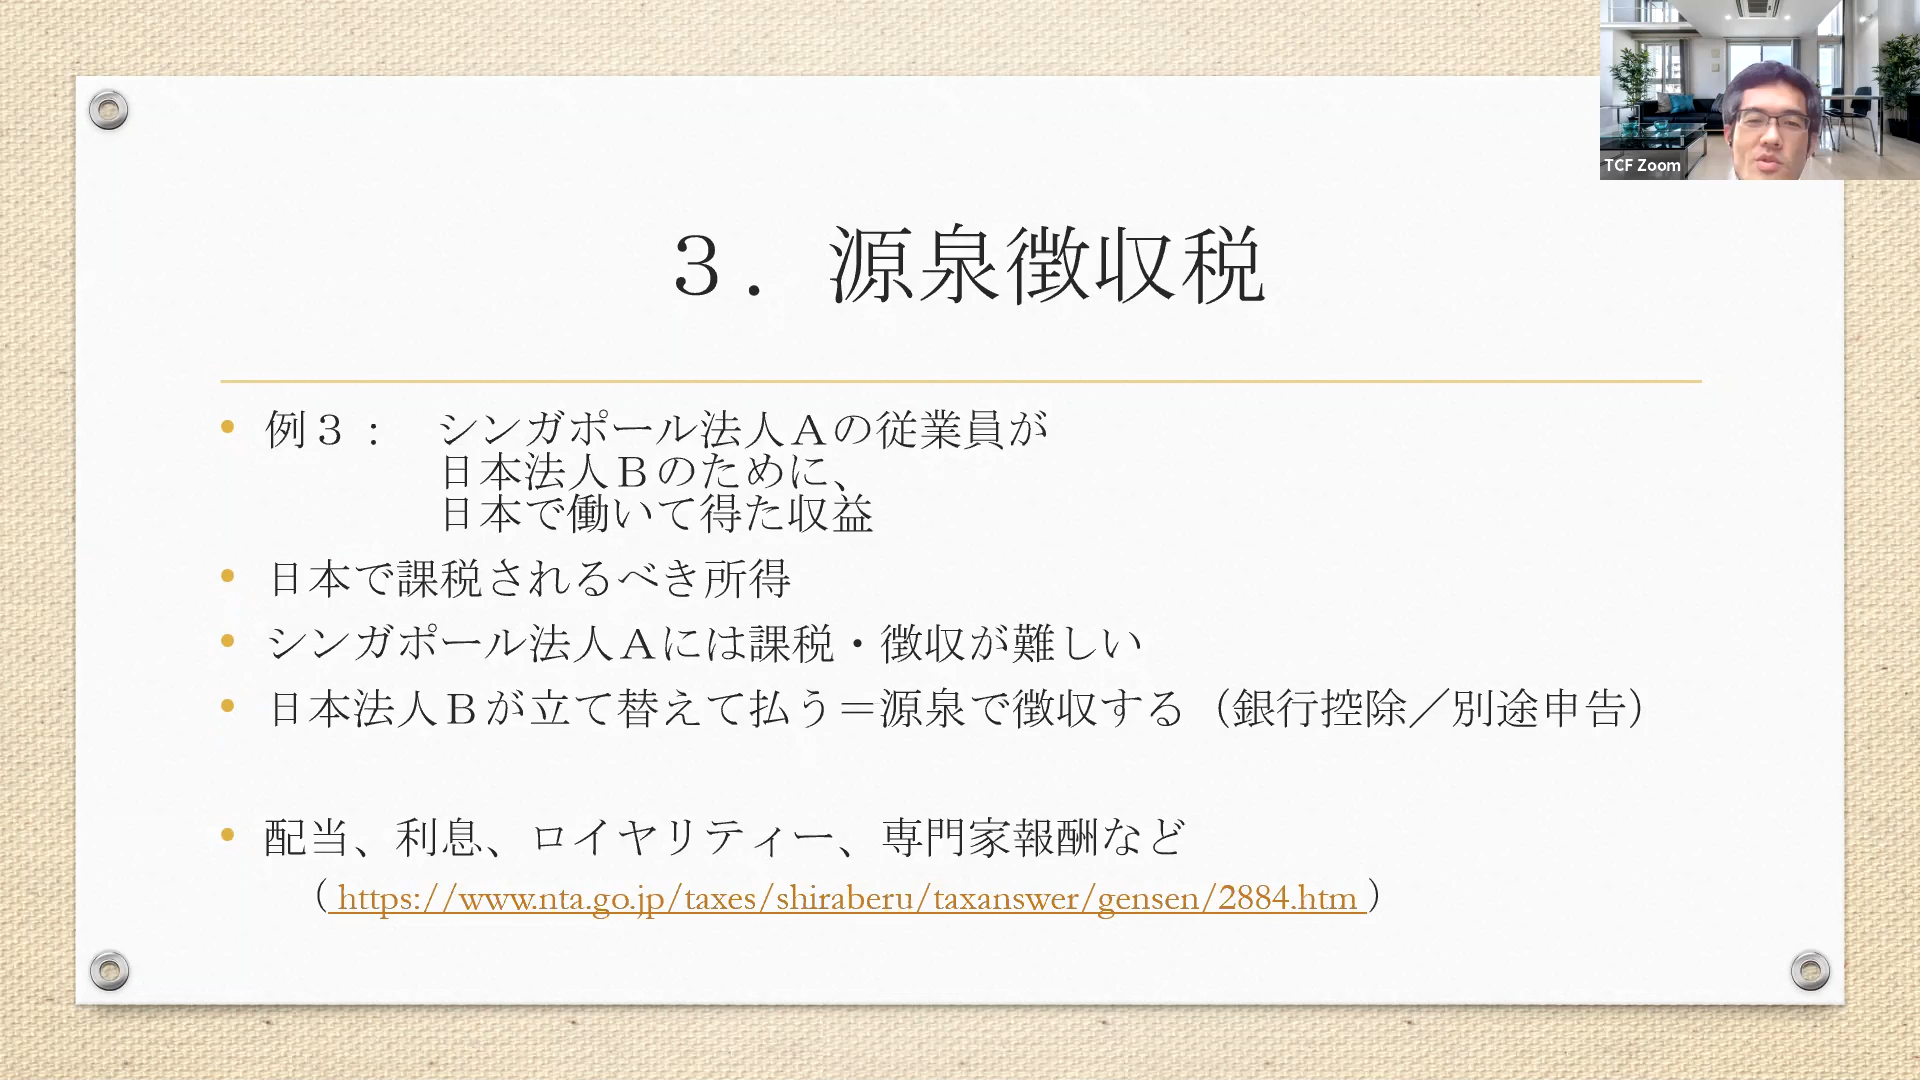 TCF Zoom
３．源泉徴収税
• 例３： シンガポール法人Ａの従業員が
日本法人Ｂのために、
日本で働いて得た収益
• 日本で課税されるべき所得
• シンガポール法人Ａには課税・徴収が難しい
• 日本法人Ｂが立て替えて払う＝源泉で徴収する（銀行控除／別途申告）
• 配当、利息、ロイヤリティー、専門家報酬など
（ https://www.nta.go.jp/taxes/shiraberu/taxanswer/gensen/2884.htm ）